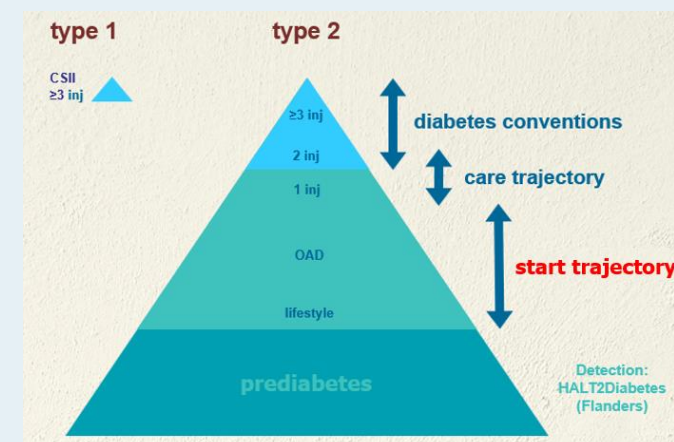 type 1
type 2
CSII
≥3 inj
≥3 inj
2 inj
1 inj
OAD
lifestyle
prediabetes
diabetes conventions
care trajectory
start trajectory
Detection:
HALT2Diabetes
(Flanders)